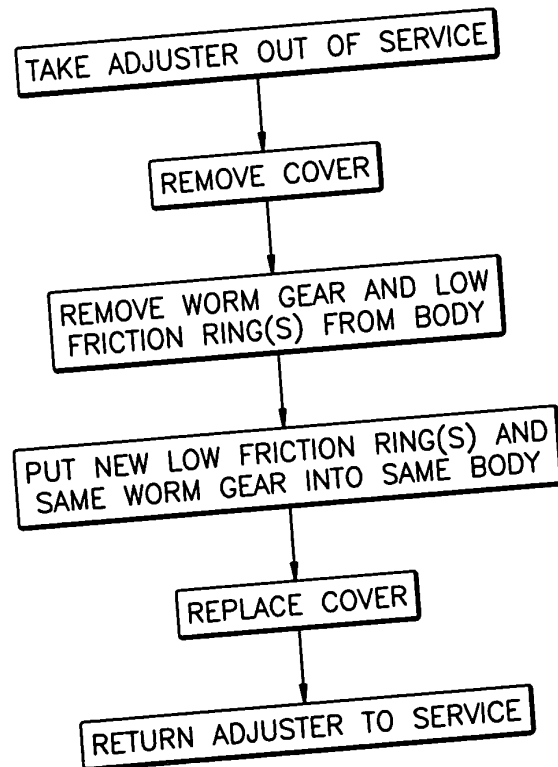 TAKE ADJUSTER OUT OF SERVICE
REMOVE COVER
REMOVE WORM GEAR AND LOW
FRICTION RING(S) FROM BODY
PUT NEW LOW FRICTION RING(S) AND
SAME WORM GEAR INTO SAME BODY
REPLACE COVER
RETURN ADJUSTER TO SERVICE